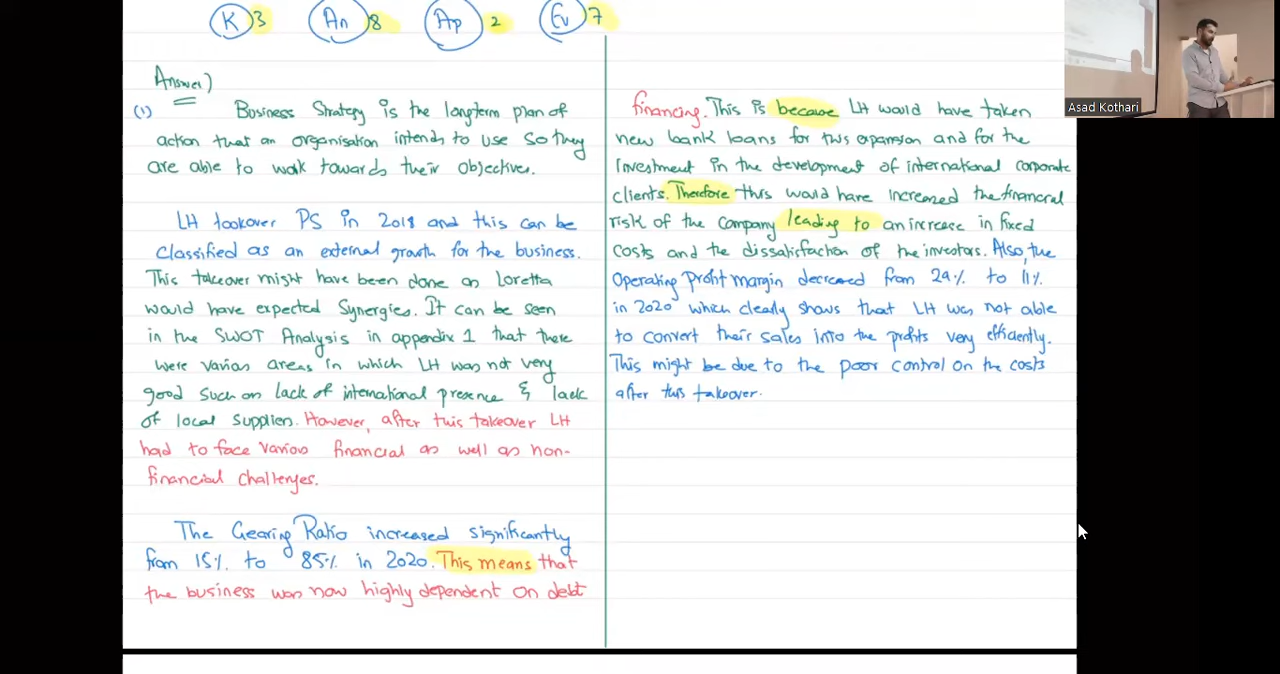 K 3 An 8 Ap 2 Ev 7
Answer)
(1) Business Strategy is the longterm plan of
action that an organisation intends to use so they
are able to work towards their objectives.
LH tookover PS in 2018 and this can be
classified as an external growth for the business.
This takeover might have been done as Loretta
would have expected Synergies. It can be seen
in the SWOT Analysis in appendix 1 that there
were various areas in which LH was not very
good such as lack of international presence & lack
of local suppliers. However, after this takeover LH
had to face various financial as well as non-
financial challenges.
The Gearing Ratio increased significantly
from 15% to 85% in 2020. This means that
the business was now highly dependent on debt
financing. This is because LH would have taken
new bank loans for this expansion and for the
investment in the development of international corporate
clients. Therefore this would have increased the financial
risk of the company leading to an increase in fixed
costs and the dissatisfaction of the investors. Also, the
Operating Profit margin decreased from 29% to 11%
in 2020 which clearly shows that LH was not able
to convert their sales into the profits very efficiently.
This might be due to the poor control on the costs
after this takeover.
Asad Kothari